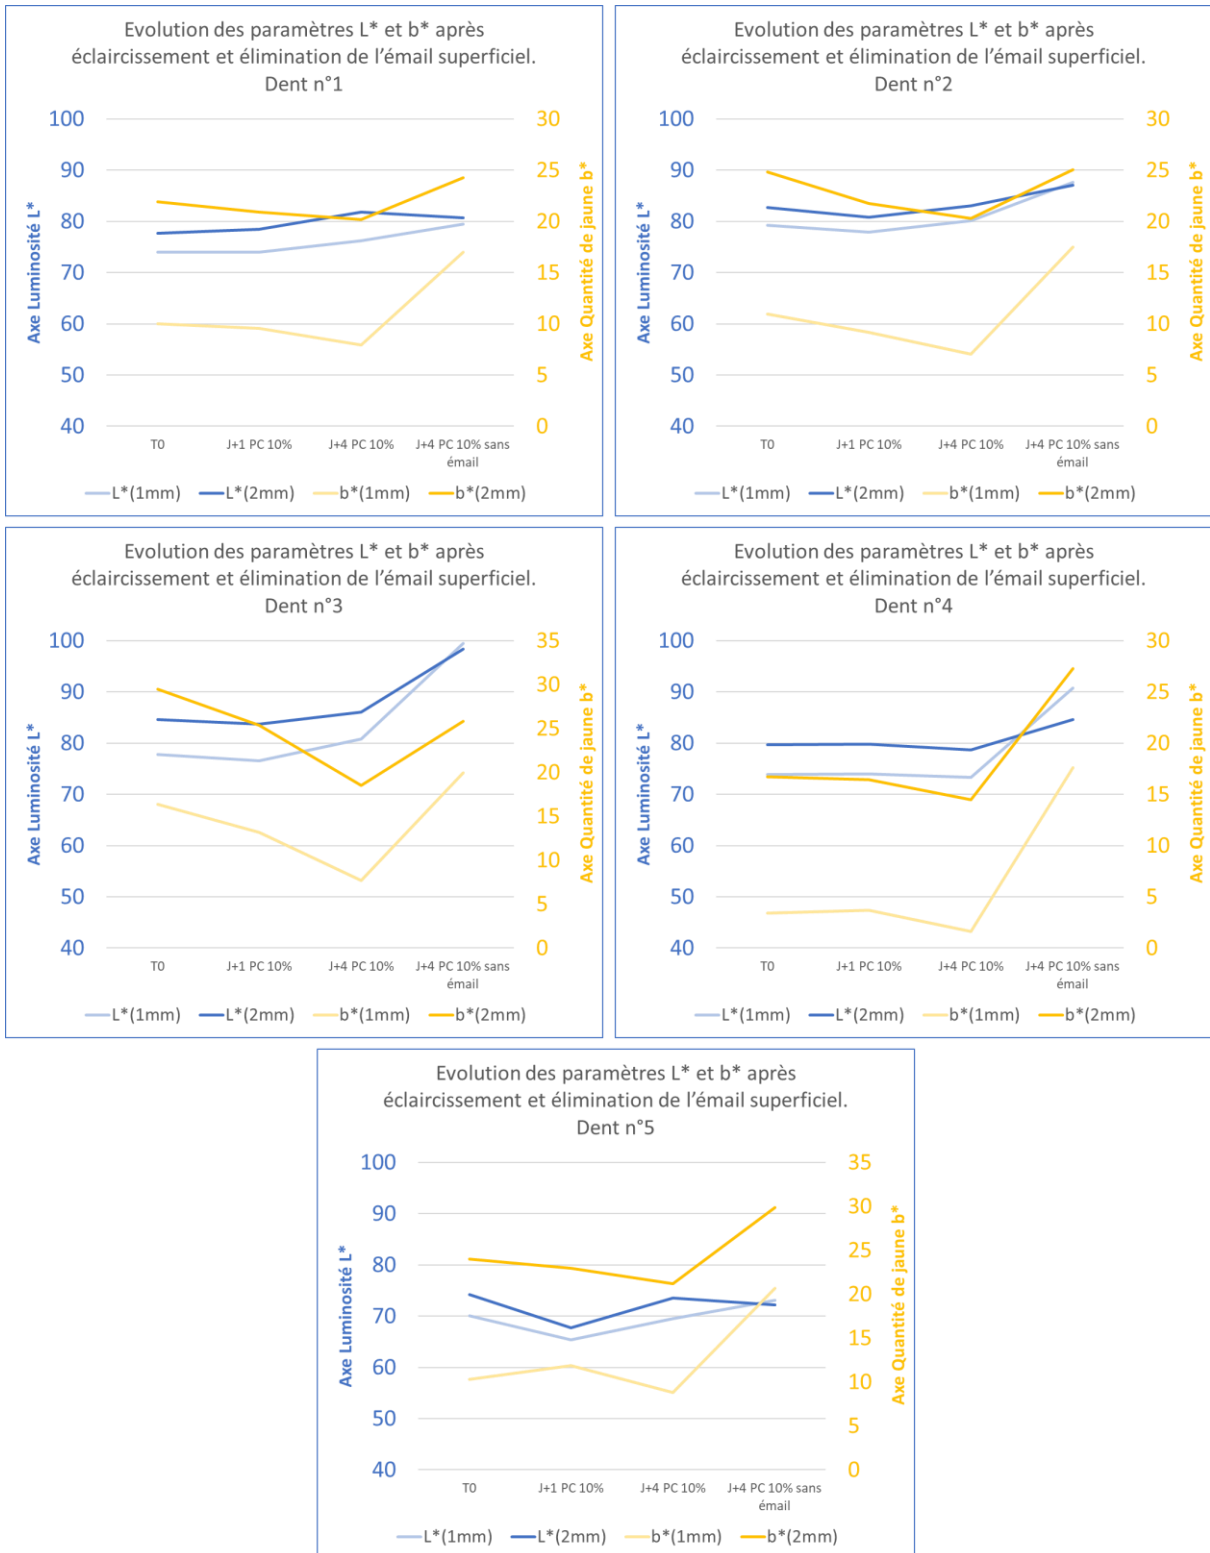 Evolution des paramètres L* et b* après
éclaircissement et élimination de l'émail superficiel.
Dent n°1
Axe Luminosité L*
100
90
80
70
60
50
40
30
25
20
15
10
5
0
Axe Quantité de jaune b*
T0
J+1 PC 10%
J+4 PC 10%
J+4 PC 10% sans
émail
L*(1mm)
L*(2mm)
b*(1mm)
b*(2mm)
Evolution des paramètres L* et b* après
éclaircissement et élimination de l'émail superficiel.
Dent n°2
Axe Luminosité L*
100
90
80
70
60
50
40
30
25
20
15
10
5
0
Axe Quantité de jaune b*
T0
J+1 PC 10%
J+4 PC 10%
J+4 PC 10% sans
émail
L*(1mm)
L*(2mm)
b*(1mm)
b*(2mm)
Evolution des paramètres L* et b* après
éclaircissement et élimination de l'émail superficiel.
Dent n°3
Axe Luminosité L*
100
90
80
70
60
50
40
35
30
25
20
15
10
5
0
Axe Quantité de jaune b*
T0
J+1 PC 10%
J+4 PC 10%
J+4 PC 10% sans
émail
L*(1mm)
L*(2mm)
b*(1mm)
b*(2mm)
Evolution des paramètres L* et b* après
éclaircissement et élimination de l'émail superficiel.
Dent n°4
Axe Luminosité L*
100
90
80
70
60
50
40
30
25
20
15
10
5
0
Axe Quantité de jaune b*
T0
J+1 PC 10%
J+4 PC 10%
J+4 PC 10% sans
émail
L*(1mm)
L*(2mm)
b*(1mm)
b*(2mm)
Evolution des paramètres L* et b* après
éclaircissement et élimination de l'émail superficiel.
Dent n°5
Axe Luminosité L*
100
90
80
70
60
50
40
35
30
25
20
15
10
5
0
Axe Quantité de jaune b*
T0
J+1 PC 10%
J+4 PC 10%
J+4 PC 10% sans
émail
L*(1mm)
L*(2mm)
b*(1mm)
b*(2mm)